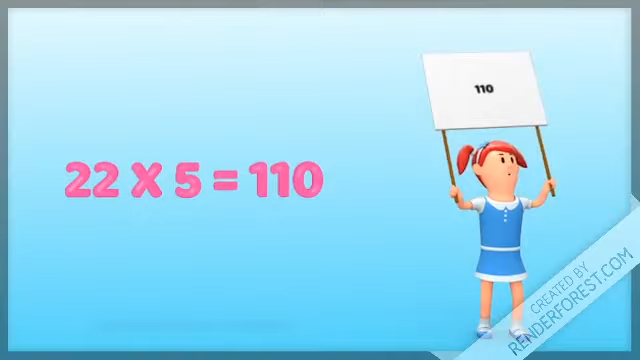 22 X 5 = 110
110
CREATED BY
RENDERFOREST.COM